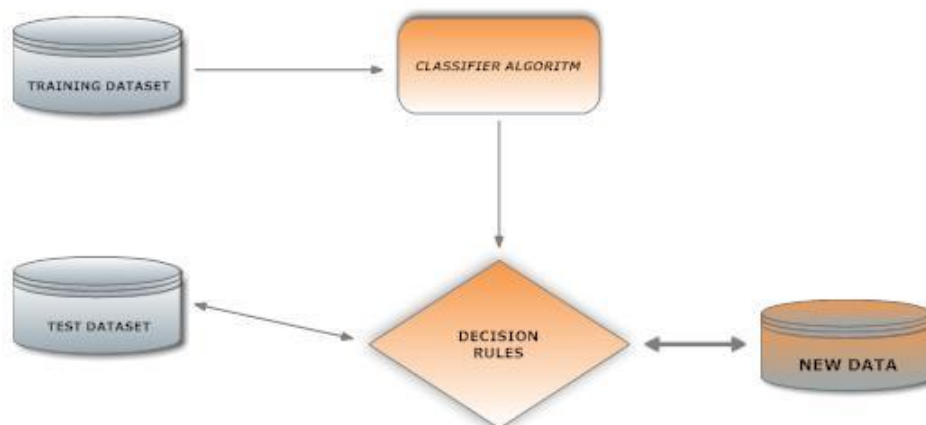 TRAINING DATASET
CLASSIFIER ALGORITM
TEST DATASET
DECISION
RULES
NEW DATA